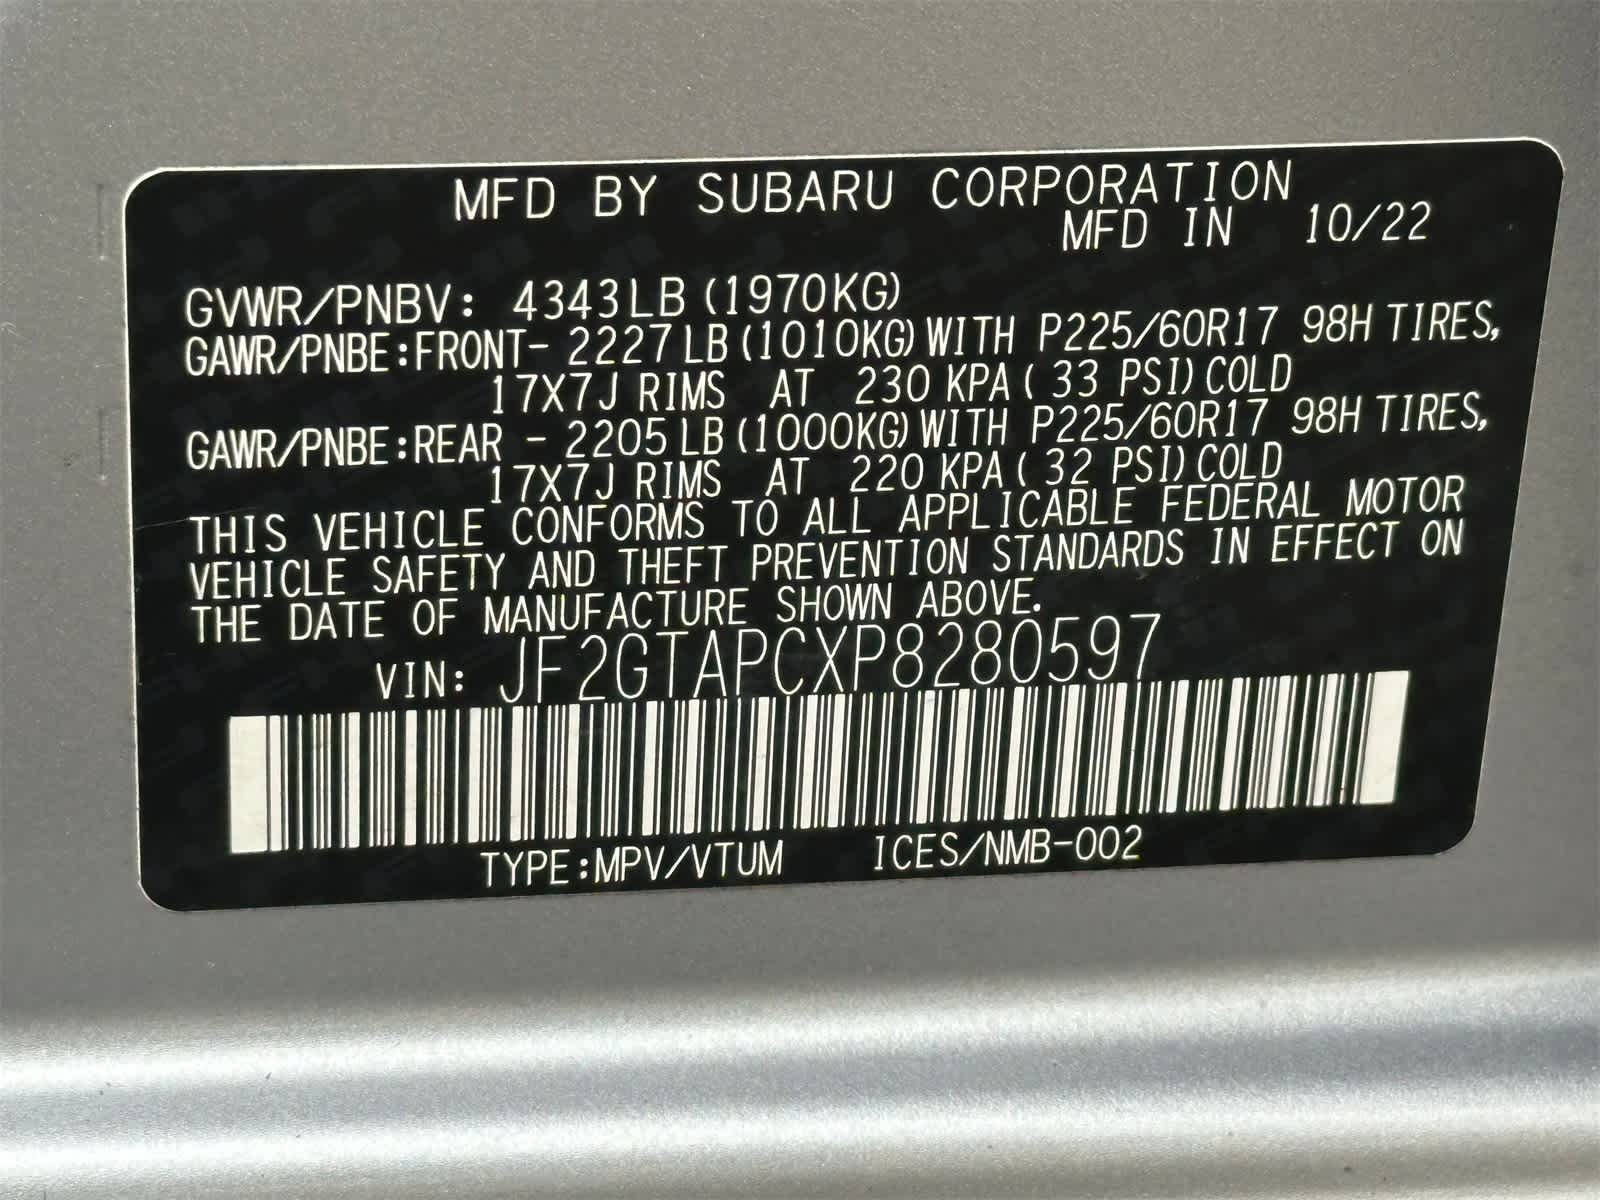 MFD BY SUBARU CORPORATION
MFD IN 10/22
GVWR/PNBV: 4343LB (1970KG)
GAWR/PNBE:FRONT- 2227LB (1010KG) WITH P225/60R17 98H TIRES,
17X7J RIMS AT 230 KPA ( 33 PSI) COLD
GAWR/PNBE:REAR - 2205LB (1000KG) WITH P225/60R17 98H TIRES,
17X7J RIMS AT 220 KPA ( 32 PSI) COLD
THIS VEHICLE CONFORMS TO ALL APPLICABLE FEDERAL MOTOR
VEHICLE SAFETY AND THEFT PREVENTION STANDARDS IN EFFECT ON
THE DATE OF MANUFACTURE SHOWN ABOVE.
VIN: JF2GTAPCXP8280597
TYPE:MPV/VTUM ICES/NMB-002